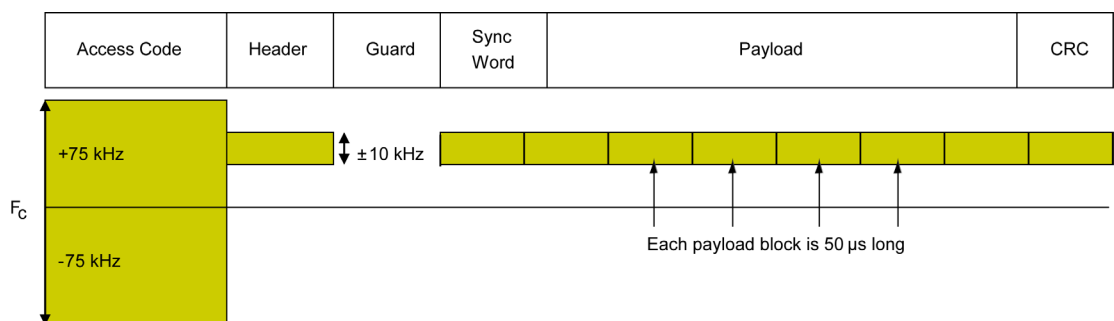 Access Code
Header
Guard
Sync
Word
Payload
CRC
+75 kHz
±10 kHz
FC
-75 kHz
Each payload block is 50 µs long